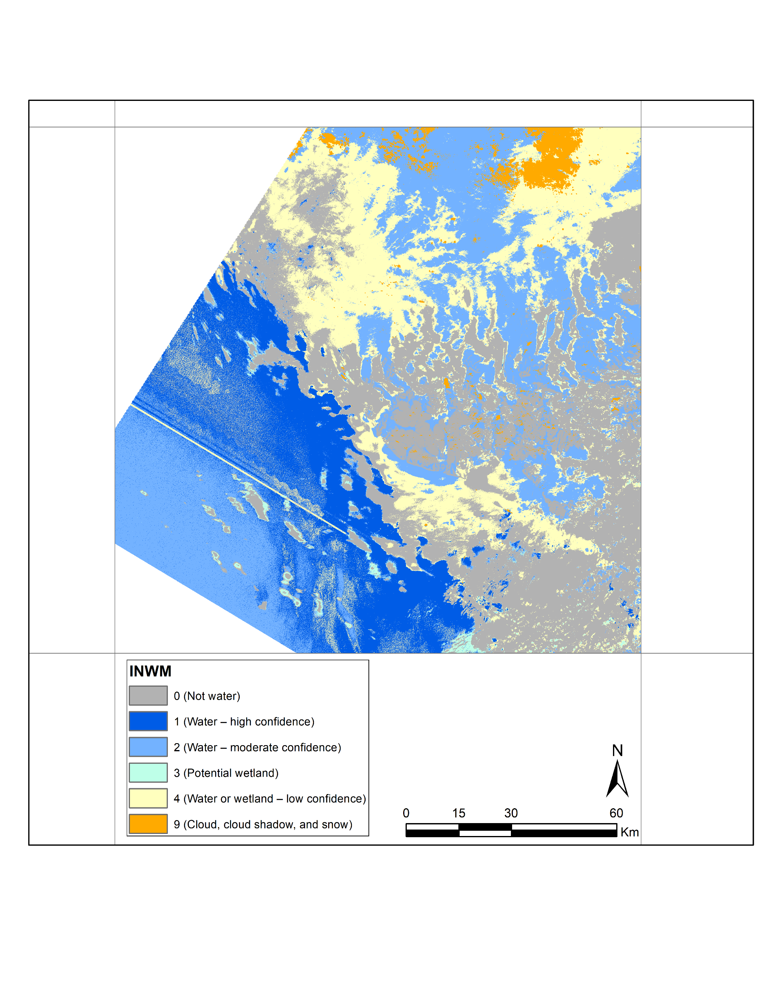 INWM
0 (Not water)
1 (Water – high confidence)
2 (Water – moderate confidence)
3 (Potential wetland)
4 (Water or wetland – low confidence)
9 (Cloud, cloud shadow, and snow)
N
0 15 30 60
Km